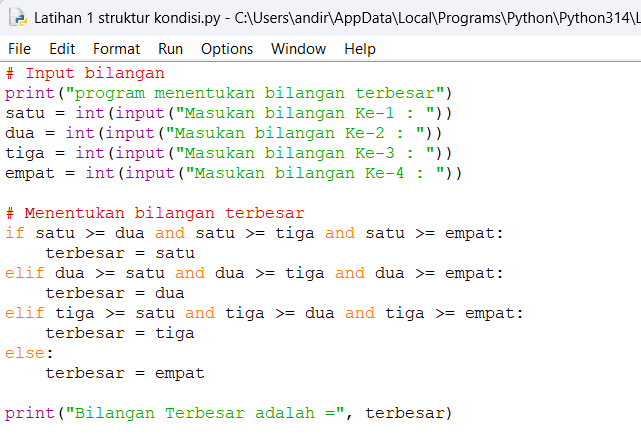 Latihan 1 struktur kondisi.py - C:\Users\andir\AppData\Local\Programs\Python\Python314\L
File Edit Format Run Options Window Help
# Input bilangan
print("program menentukan bilangan terbesar")
satu = int(input("Masukan bilangan Ke-1 : "))
dua = int(input("Masukan bilangan Ke-2 : "))
tiga = int(input("Masukan bilangan Ke-3 : "))
empat = int(input("Masukan bilangan Ke-4 : "))

# Menentukan bilangan terbesar
if satu >= dua and satu >= tiga and satu >= empat:
    terbesar = satu
elif dua >= satu and dua >= tiga and dua >= empat:
    terbesar = dua
elif tiga >= satu and tiga >= dua and tiga >= empat:
    terbesar = tiga
else:
    terbesar = empat

print("Bilangan Terbesar adalah =", terbesar)